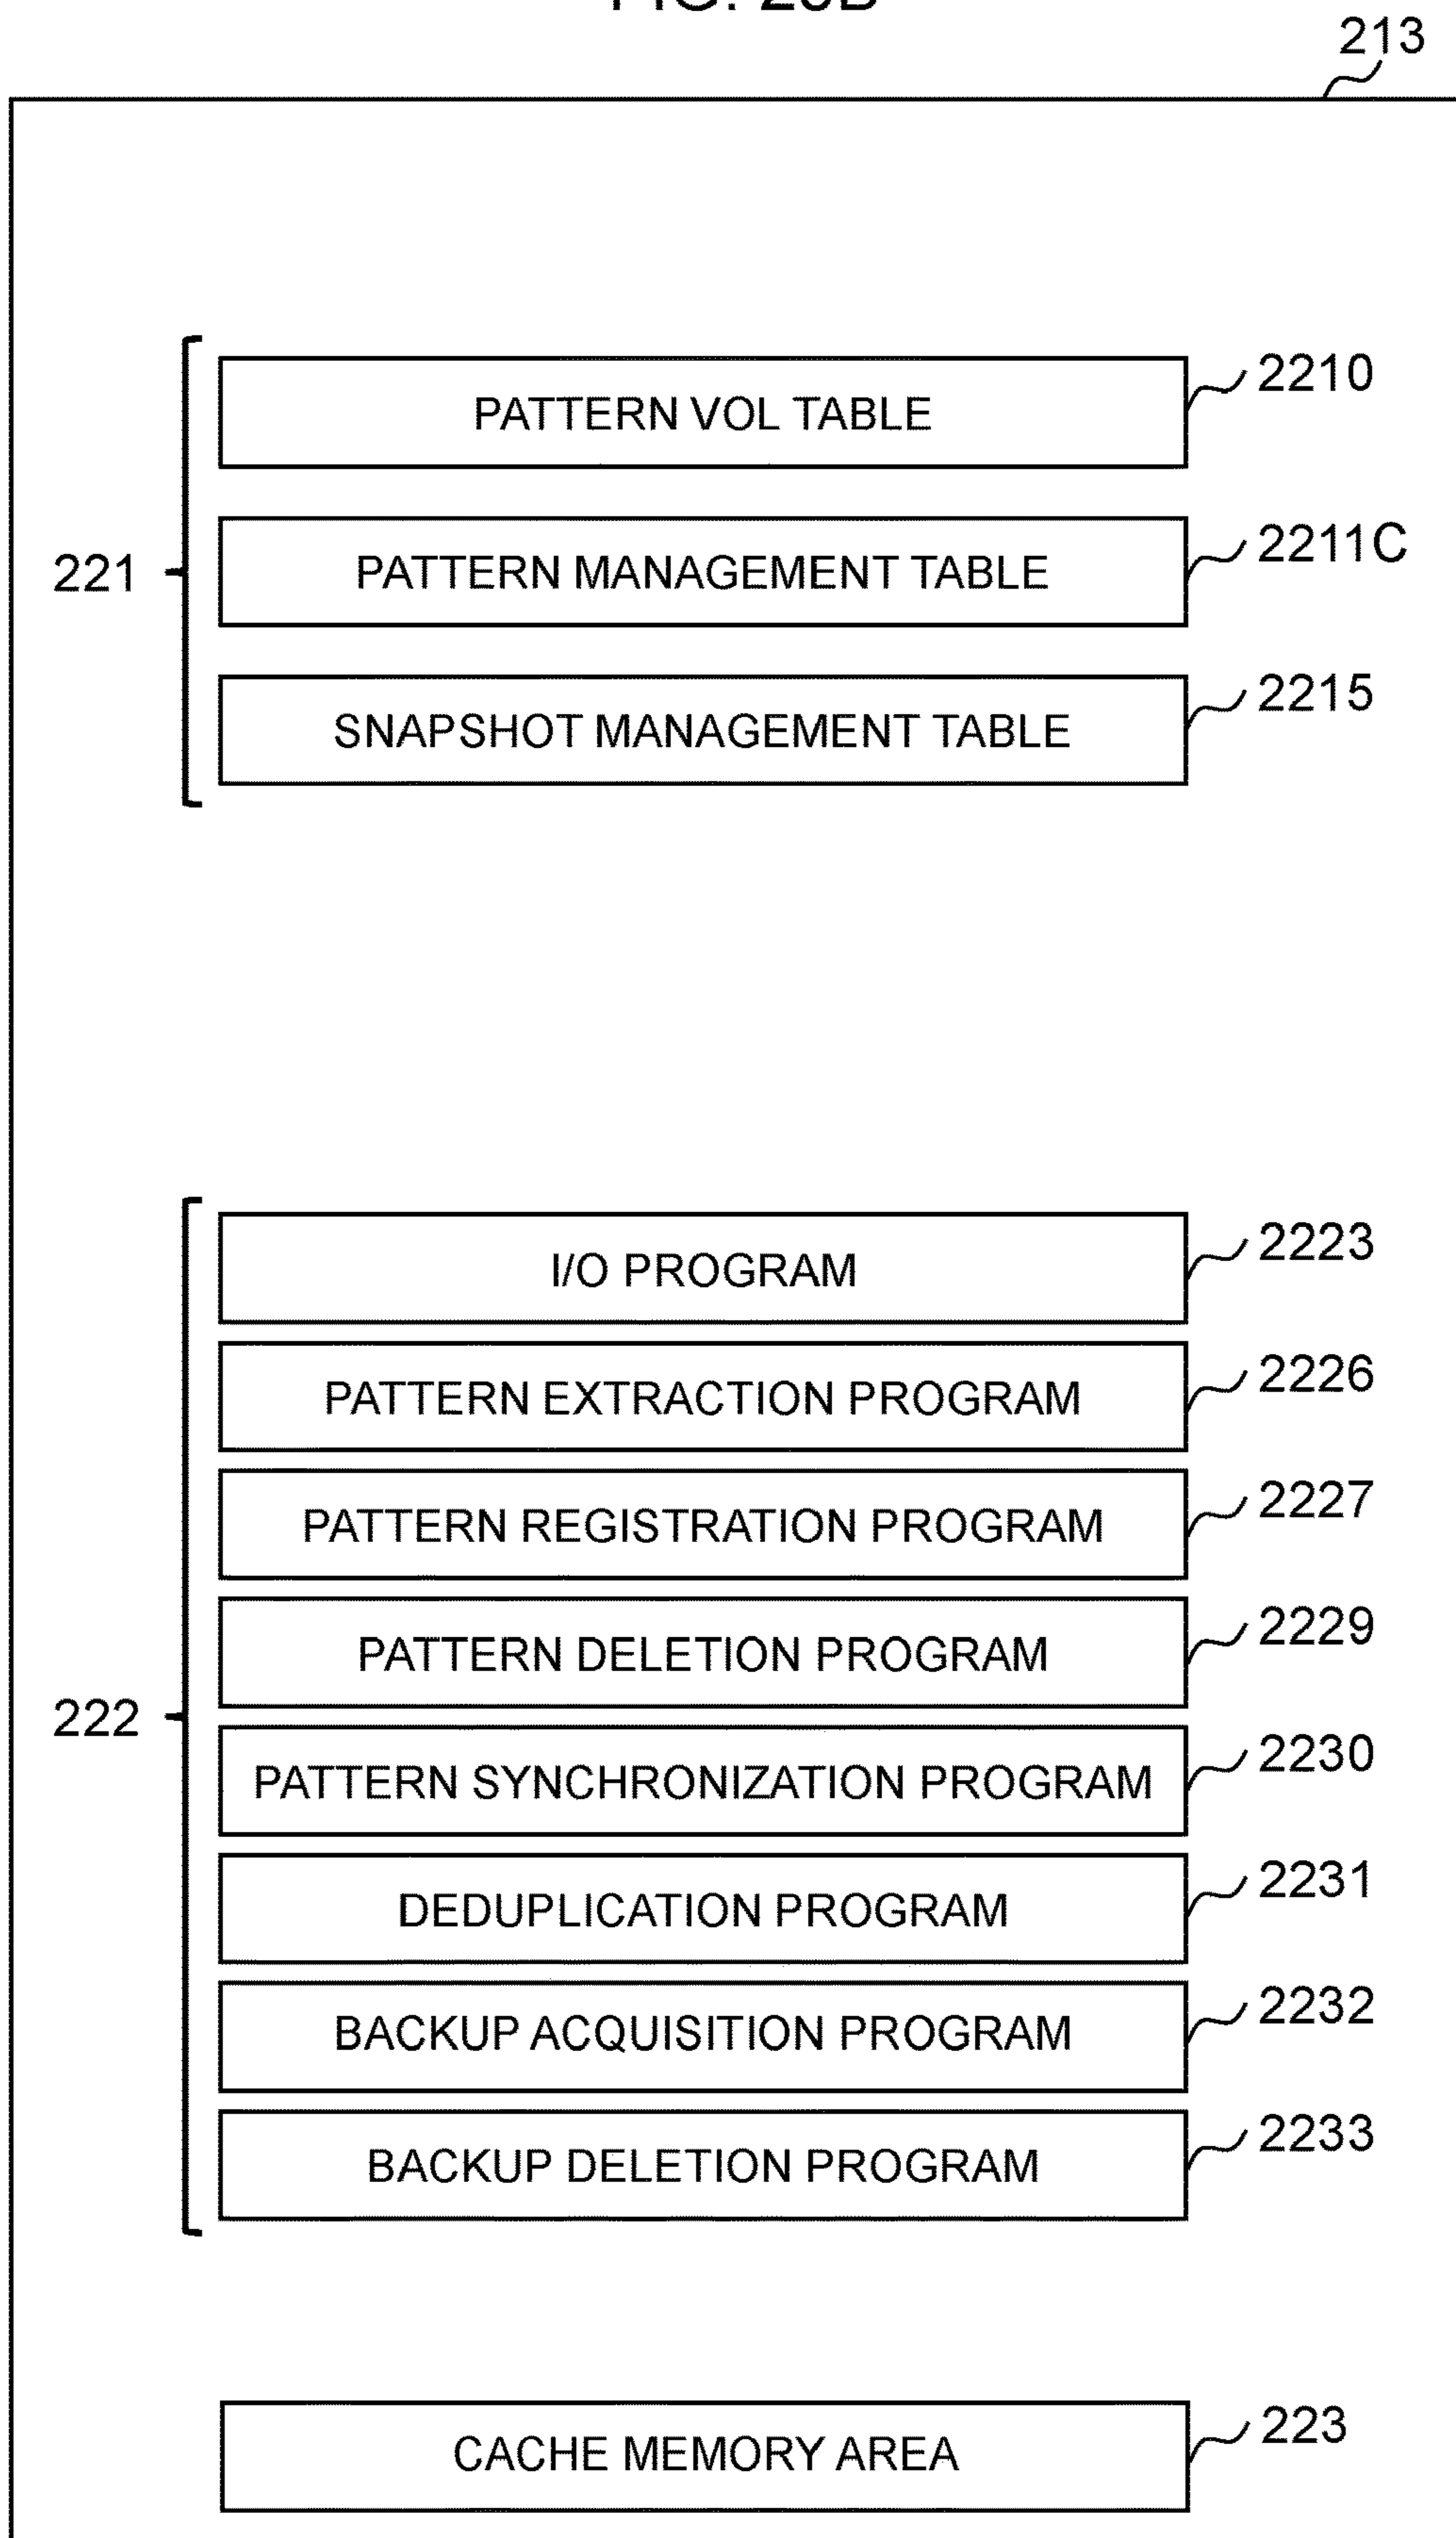 213
PATTERN VOL TABLE 2210
221 PATTERN MANAGEMENT TABLE 2211C
SNAPSHOT MANAGEMENT TABLE 2215
I/O PROGRAM 2223
PATTERN EXTRACTION PROGRAM 2226
PATTERN REGISTRATION PROGRAM 2227
PATTERN DELETION PROGRAM 2229
222 PATTERN SYNCHRONIZATION PROGRAM 2230
DEDUPLICATION PROGRAM 2231
BACKUP ACQUISITION PROGRAM 2232
BACKUP DELETION PROGRAM 2233
CACHE MEMORY AREA 223